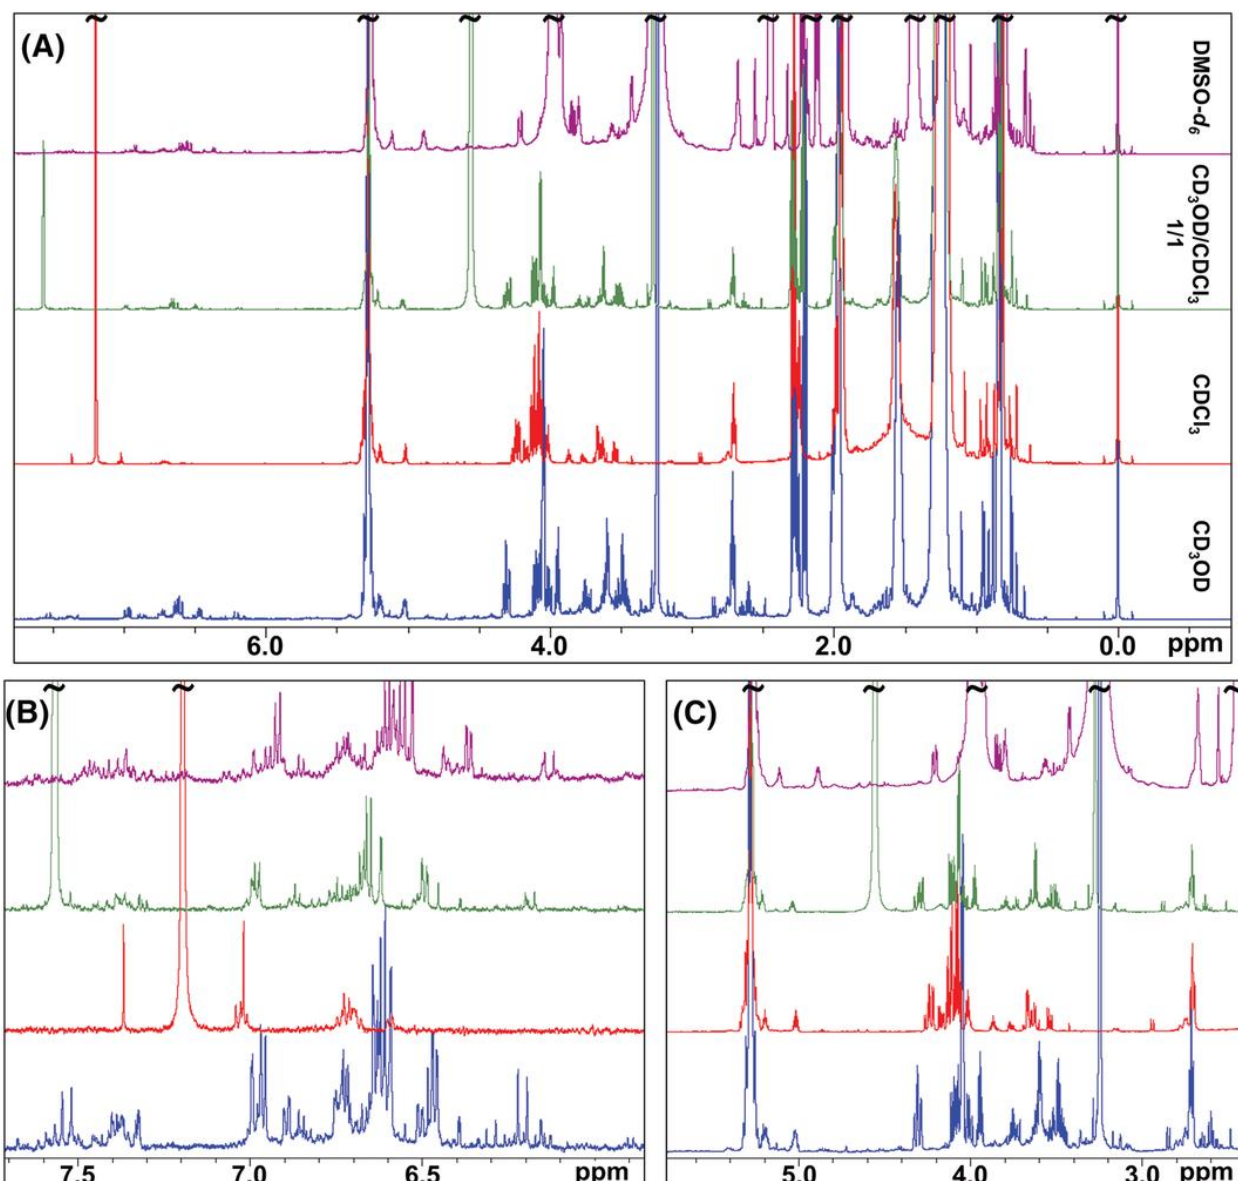 (A)
DMSO-d6
CD3OD/CDCl3
1/1
CDCl3
CD3OD
6.0 4.0 2.0 0.0 ppm
(B)
7.5 7.0 6.5 ppm
(C)
5.0 4.0 3.0 ppm